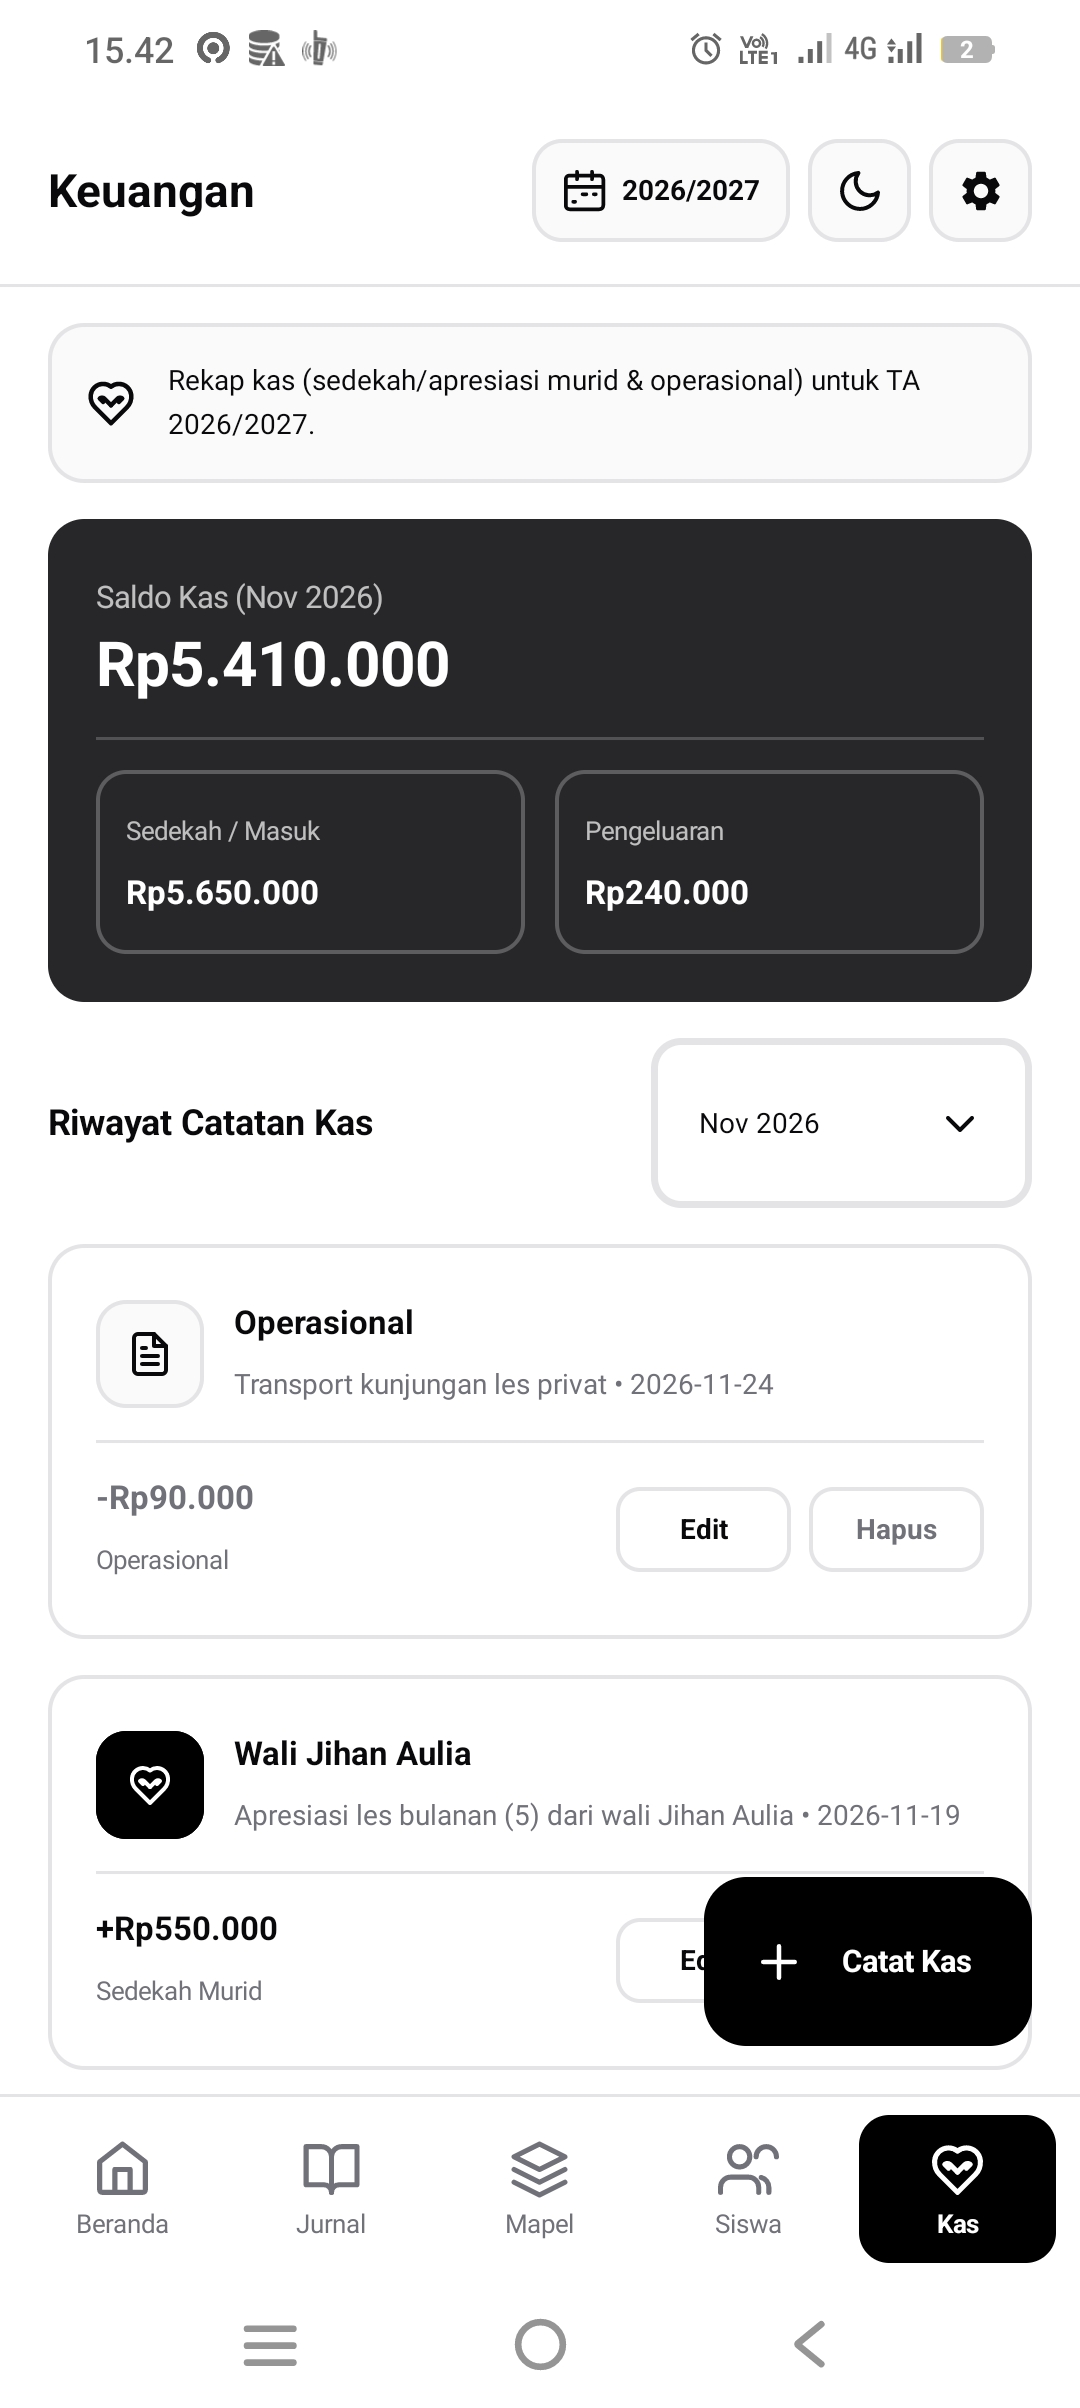 15.42
Vo))
LTE1
4G
2
Keuangan
2026/2027
Rekap kas (sedekah/apresiasi murid & operasional) untuk TA
2026/2027.
Saldo Kas (Nov 2026)
Rp5.410.000
Sedekah / Masuk
Pengeluaran
Rp5.650.000
Rp240.000
Riwayat Catatan Kas
Nov 2026
Operasional
Transport kunjungan les privat • 2026-11-24
-Rp90.000
Edit
Hapus
Operasional
Wali Jihan Aulia
Apresiasi les bulanan (5) dari wali Jihan Aulia • 2026-11-19
+Rp550.000
Sedekah Murid
Catat Kas
Beranda
Jurnal
Mapel
Siswa
Kas